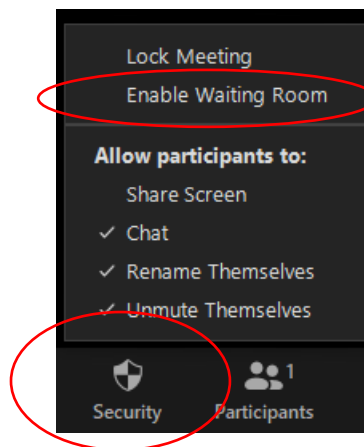 Lock Meeting
Enable Waiting Room
Allow participants to:
Share Screen
✓ Chat
✓ Rename Themselves
✓ Unmute Themselves
1
Security Participants